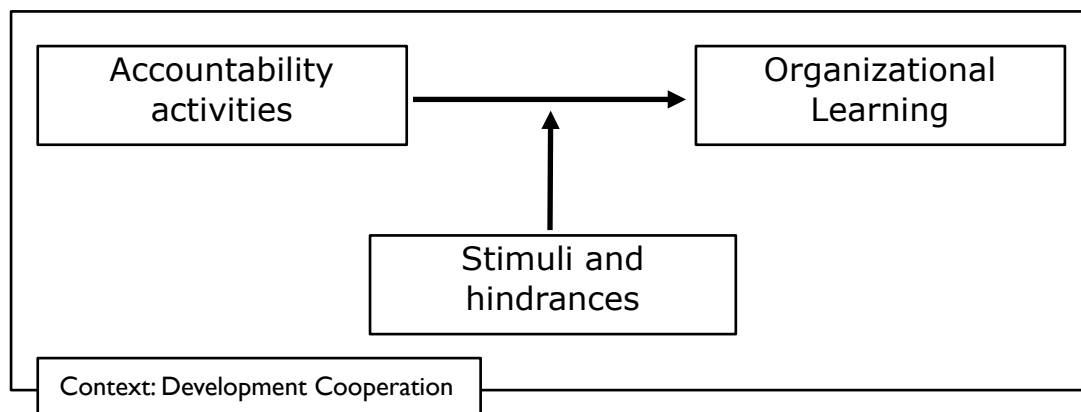 Accountability
activities
Organizational
Learning
Stimuli and
hindrances
Context: Development Cooperation